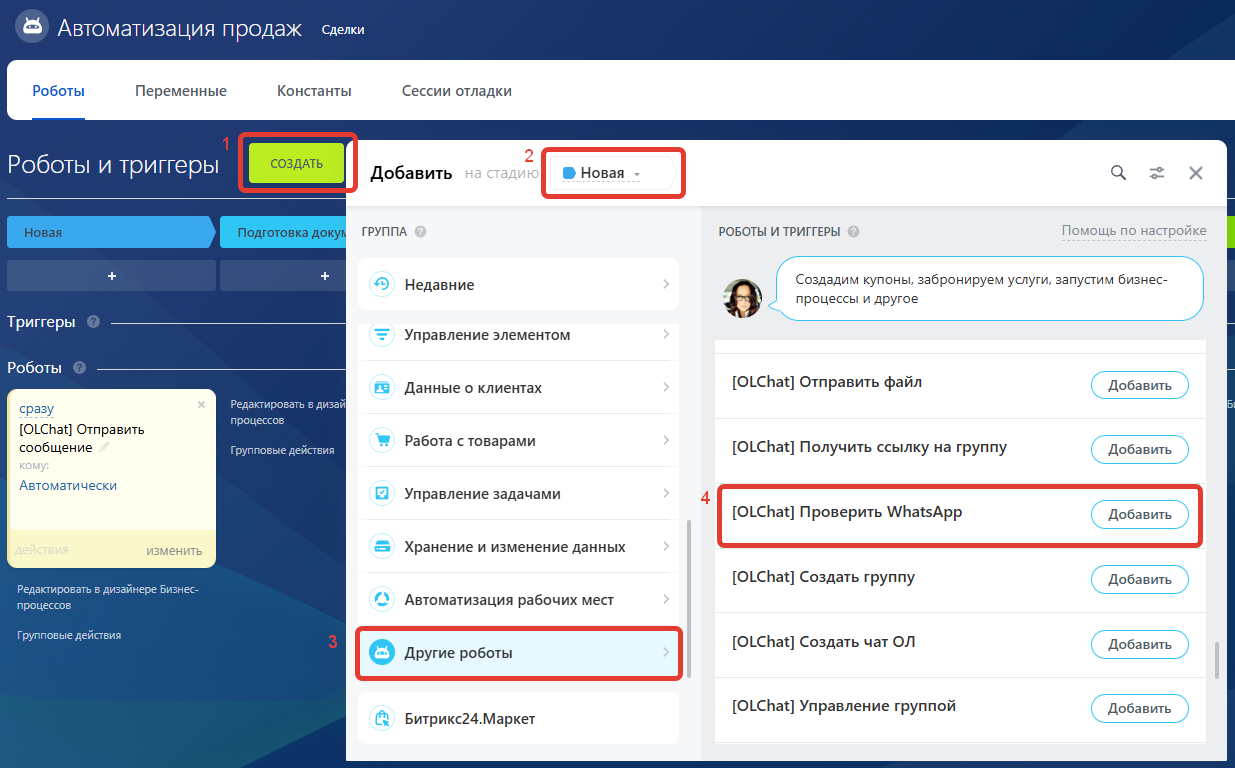 Автоматизация продаж Сделки
Роботы Переменные Константы Сессии отладки
1
Роботы и триггеры СОЗДАТЬ
Новая Подготовка докум
+ +
Триггеры ?
Роботы ?
сразу
[OLChat] Отправить
сообщение
кому:
Автоматически
действия изменить
Редактировать в дизайнере Бизнес-
процессов
Групповые действия
Редактировать в дизай
процессов
Групповые действия
2
Добавить на стадию Новая
ГРУППА ?
Недавние
Управление элементом
Данные о клиентах
Работа с товарами
Управление задачами
Хранение и изменение данных
Автоматизация рабочих мест
3
Другие роботы
Битрикс24.Маркет
РОБОТЫ И ТРИГГЕРЫ ? Помощь по настройке
Создадим купоны, забронируем услуги, запустим бизнес-
процессы и другое
[OLChat] Отправить файл Добавить
[OLChat] Получить ссылку на группу Добавить
4
[OLChat] Проверить WhatsApp Добавить
[OLChat] Создать группу Добавить
[OLChat] Создать чат ОЛ Добавить
[OLChat] Управление группой Добавить